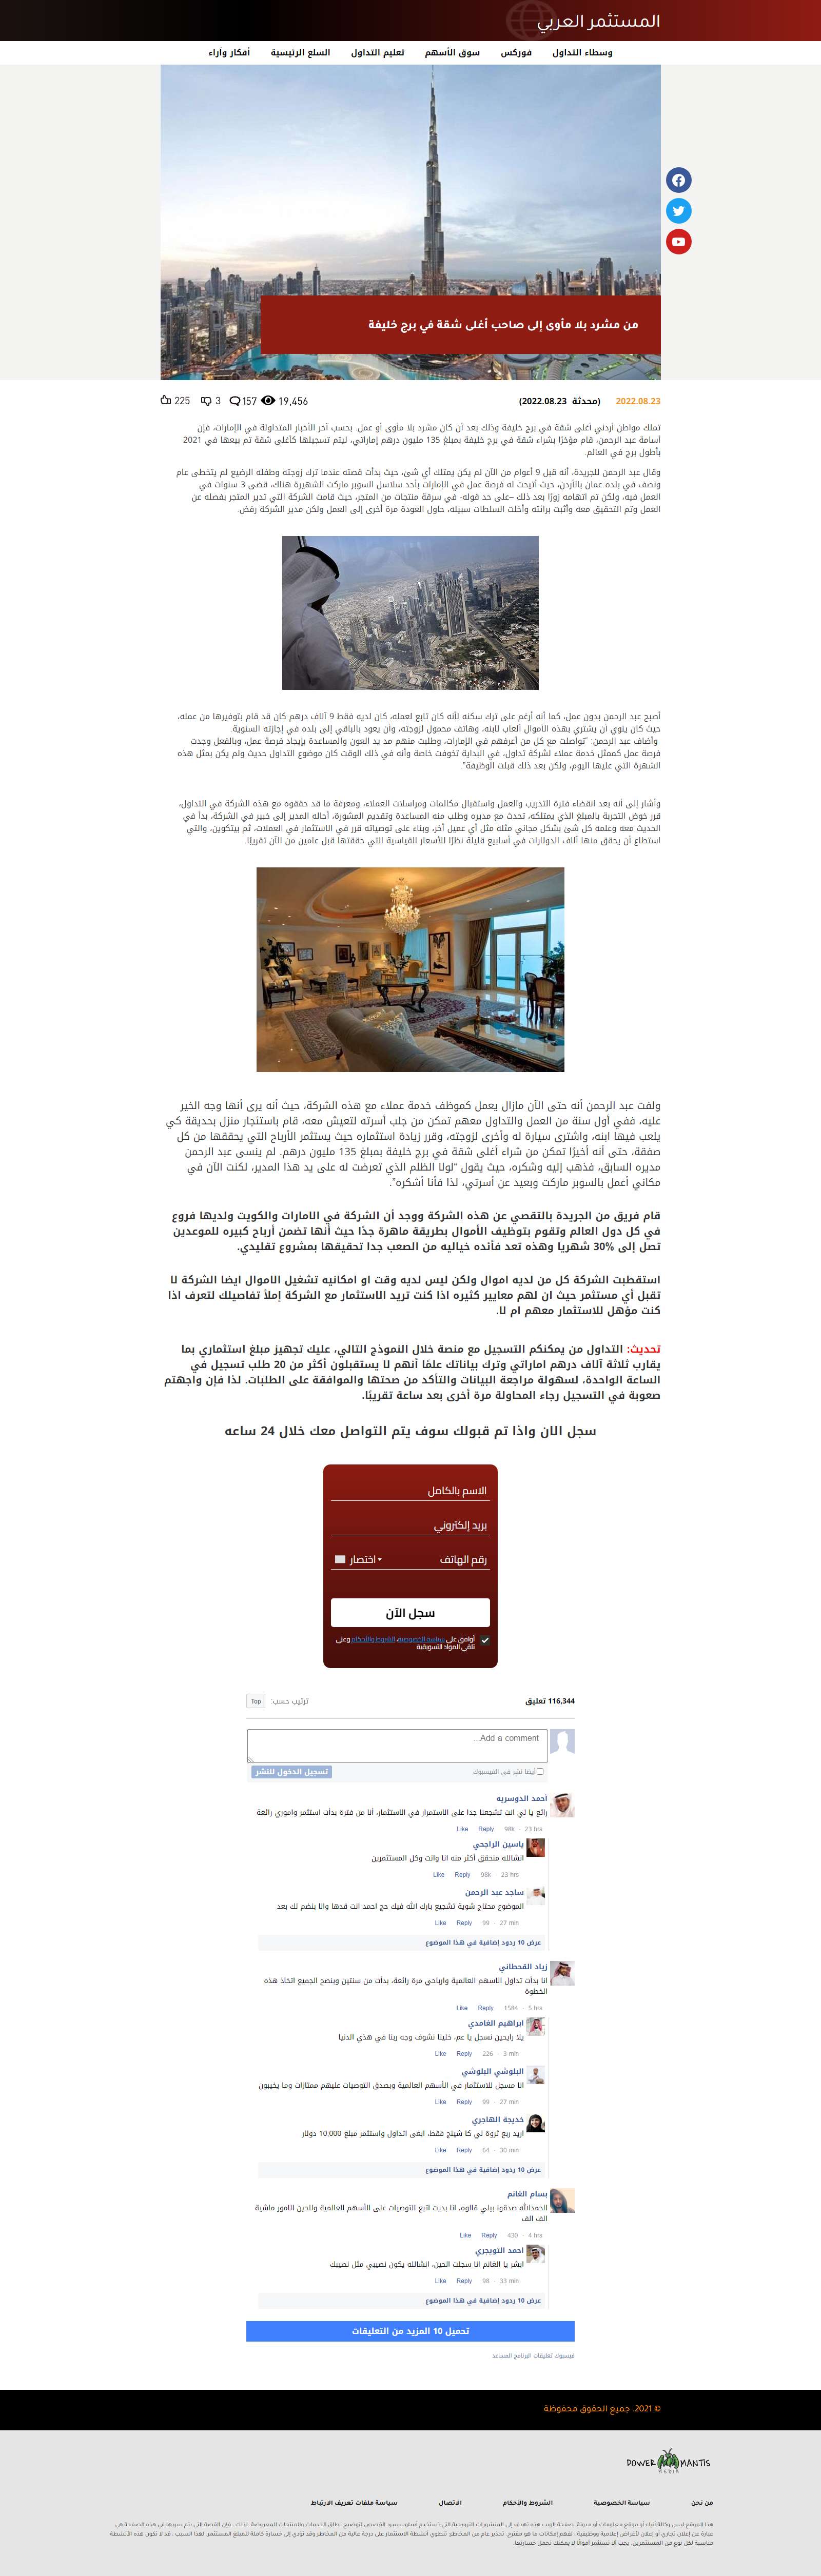 المستثمر العربي
وسطاء التداول فوركس سوق الأسهم تعليم التداول السلع الرئيسية أفكار وآراء
من مشرد بلا مأوى إلى صاحب أغلى شقة في برج خليفة
2022.08.23 (محدثة 2022.08.23) 19,456 157 3 225
تملك مواطن أردني أغلى شقة في برج خليفة وذلك بعد أن كان مشرد بلا مأوى أو عمل. بحسب آخر الأخبار المتداولة في الإمارات، فإن
أسامة عبد الرحمن، قام مؤخرًا بشراء شقة في برج خليفة بمبلغ 135 مليون درهم إماراتي، ليتم تسجيلها كأغلى شقة تم بيعها في 2021
بأطول برج في العالم.
وقال عبد الرحمن للجريدة، أنه قبل 9 أعوام من الآن لم يكن يمتلك أي شئ، حيث بدأت قصته عندما ترك زوجته وطفله الرضيع لم يتخطى عام
ونصف في بلده عمان بالأردن، حيث أتيحت له فرصة عمل في الإمارات بأحد سلاسل السوبر ماركت الشهيرة هناك، قضى 3 سنوات في
العمل فيه، ولكن تم اتهامه زورًا بعد ذلك –على حد قوله- في سرقة منتجات من المتجر، حيث قامت الشركة التي تدير المتجر بفصله عن
العمل وتم التحقيق معه وأثبت برائته وأخلت السلطات سبيله، حاول العودة مرة أخرى إلى العمل ولكن مدير الشركة رفض.
أصبح عبد الرحمن بدون عمل، كما أنه أرغم على ترك سكنه لأنه كان تابع لعمله، كان لديه فقط 9 آلاف درهم كان قد قام بتوفيرها من عمله،
حيث كان ينوي أن يشتري بهذه الأموال ألعاب لابنه، وهاتف محمول لزوجته، وأن يعود بالباقي إلى بلده في إجازته السنوية.
وأضاف عبد الرحمن: "تواصلت مع كل من أعرفهم في الإمارات، وطلبت منهم مد يد العون والمساعدة بإيجاد فرصة عمل، وبالفعل وجدت
فرصة عمل كممثل خدمة عملاء لشركة تداول، في البداية تخوفت خاصة وأنه في ذلك الوقت كان موضوع التداول حديث ولم يكن بمثل هذه
الشهرة التي عليها اليوم، ولكن بعد ذلك قبلت الوظيفة".
وأشار إلى أنه بعد انقضاء فترة التدريب والعمل واستقبال مكالمات ومراسلات العملاء، ومعرفة ما قد حققوه مع هذه الشركة في التداول،
قرر خوض التجربة بالمبلغ الذي يمتلكه، تحدث مع مديره وطلب منه المساعدة وتقديم المشورة، أحاله المدير إلى خبير في الشركة، بدأ في
الحديث معه وعلمه كل شئ بشكل مجاني مثله مثل أي عميل آخر، وبناء على توصياته قرر في الاستثمار في العملات، ثم بيتكوين، والتي
استطاع أن يحقق منها آلاف الدولارات في أسابيع قليلة نظرًا للأسعار القياسية التي حققتها قبل عامين من الآن تقريبًا.
ولفت عبد الرحمن أنه حتى الآن مازال يعمل كموظف خدمة عملاء مع هذه الشركة، حيث أنه يرى أنها وجه الخير
عليه، ففي أول سنة من العمل والتداول معهم تمكن من جلب أسرته لتعيش معه، قام باستئجار منزل بحديقة كي
يلعب فيها ابنه، واشترى سيارة له وأخرى لزوجته، وقرر زيادة استثماره حيث يستثمر الأرباح التي يحققها من كل
صفقة، حتى أنه أخيرًا تمكن من شراء أغلى شقة في برج خليفة بمبلغ 135 مليون درهم. لم ينسى عبد الرحمن
مديره السابق، فذهب إليه وشكره، حيث يقول "لولا الظلم الذي تعرضت له على يد هذا المدير، لكنت الآن في
مكاني أعمل بالسوبر ماركت وبعيد عن أسرتي، لذا فأنا أشكره".
قام فريق من الجريدة بالتقصي عن هذه الشركة ووجد أن الشركة في الامارات والكويت ولديها فروع
في كل دول العالم وتقوم بتوظيف الأموال بطريقة ماهرة جدًا حيث أنها تضمن أرباح كبيره للموعدين
تصل إلى 30% شهريا وهذه تعد فأئده خياليه من الصعب جدا تحقيقها بمشروع تقليدي.
استقطبت الشركة كل من لديه اموال ولكن ليس لديه وقت او امكانيه تشغيل الاموال ايضا الشركة لا
تقبل أي مستثمر حيث ان لهم معايير كثيره اذا كنت تريد الاستثمار مع الشركة إملأ تفاصيلك لتعرف اذا
كنت مؤهل للاستثمار معهم ام لا.
تحديث: التداول من يمكنكم التسجيل مع منصة خلال النموذج التالي، عليك تجهيز مبلغ استثماري بما
يقارب ثلاثة آلاف درهم اماراتي وترك بياناتك علمًا أنهم لا يستقبلون أكثر من 20 طلب تسجيل في
الساعة الواحدة، لسهولة مراجعة البيانات والتأكد من صحتها والموافقة على الطلبات. لذا فإن واجهتم
صعوبة في التسجيل رجاء المحاولة مرة أخرى بعد ساعة تقريبًا.
سجل الان واذا تم قبولك سوف يتم التواصل معك خلال 24 ساعه
الاسم بالكامل
بريد إلكتروني
رقم الهاتف اختصار
سجل الآن
أوافق على سياسة الخصوصية، الشروط والأحكام وعلى
تلقي المواد التسويقية
116,344 تعليق ترتيب حسب: Top
Add a comment...
أيضا نشر في الفيسبوك تسجيل الدخول للنشر
أحمد الدوسريه
رائع يا لي انت تشجعنا جدا على الاستمرار في الاستثمار، أنا من فترة بدأت استثمر واموري رائعة
Like Reply 98k · 23 hrs
ياسين الراجحي
انشالله منحقق أكثر منه انا وانت وكل المستثمرين
Like Reply 98k · 23 hrs
ساجد عبد الرحمن
الموضوع محتاج شوية تشجيع بارك الله فيك حج احمد انت قدها وانا بنضم لك بعد
Like Reply 99 · 27 min
عرض 10 ردود إضافية في هذا الموضوع
زياد القحطاني
انا بدأت تداول الاسهم العالمية وارباحي مرة رائعة، بدأت من سنتين وبنصح الجميع اتخاذ هذه
الخطوة
Like Reply 1584 · 5 hrs
ابراهيم الغامدي
يلا رايحين نسجل يا عم، خلينا نشوف وجه ربنا في هذي الدنيا
Like Reply 226 · 3 min
البلوشي البلوشي
انا مسجل للاستثمار في الأسهم العالمية وبصدق التوصيات عليهم ممتازات وما يخيبون
Like Reply 99 · 27 min
خديجة الهاجري
اريد ربع ثروة لي كا شينج فقط، ابغى اتداول واستثمر مبلغ 10,000 دولار
Like Reply 64 · 30 min
عرض 10 ردود إضافية في هذا الموضوع
بسام الغانم
الحمدالله صدقوا بيلي قالوه، انا بديت اتبع التوصيات على الأسهم العالمية وللحين الامور ماشية
الف الف
Like Reply 430 · 4 hrs
احمد التويجري
ابشر يا الغانم انا سجلت الحين، انشالله يكون نصيبي مثل نصيبك
Like Reply 98 · 33 min
عرض 10 ردود إضافية في هذا الموضوع
تحميل 10 المزيد من التعليقات
فيسبوك تعليقات البرنامج المساعد
© 2021. جميع الحقوق محفوظة
POWER MANTIS
MEDIA
من نحن سياسة الخصوصية الشروط والأحكام الاتصال سياسة ملفات تعريف الارتباط